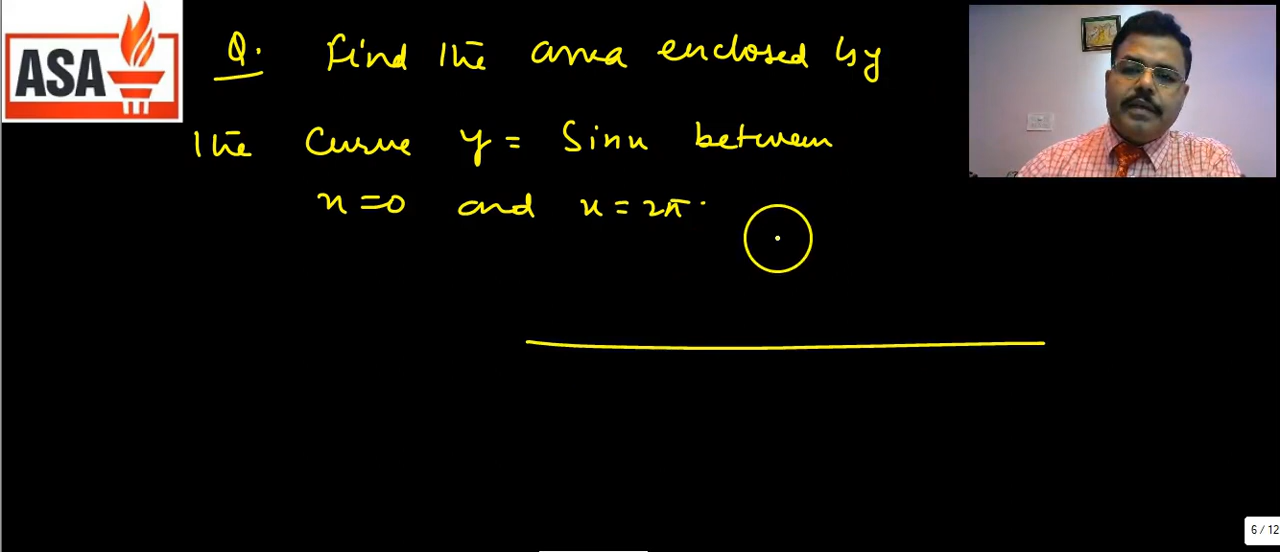 ASA
Q. Find the area enclosed by
the curve y = Sinx between
x=0 and x=2π.
6 / 12